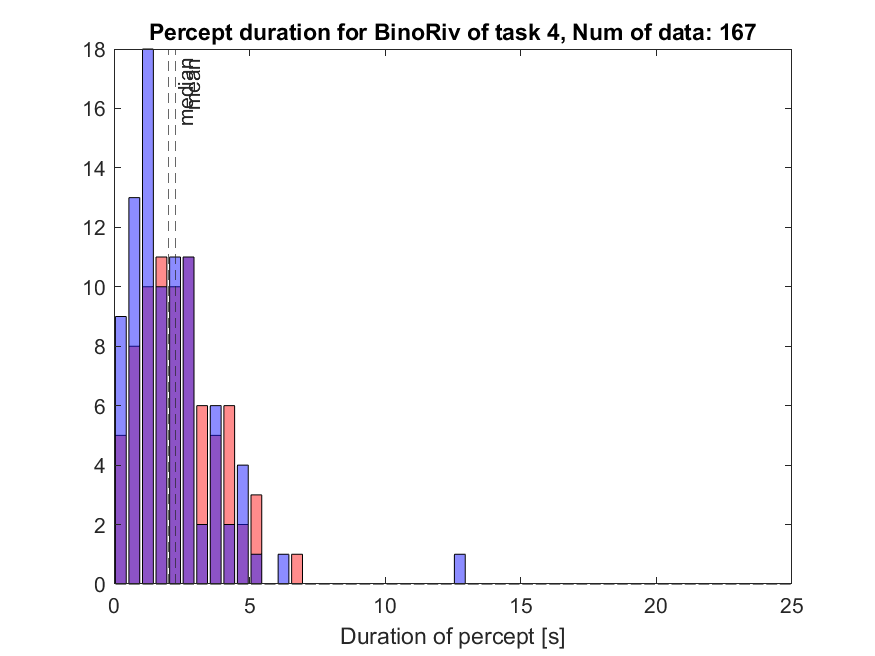 Percept duration for BinoRiv of task 4, Num of data: 167
18
16
14
12
10
8
6
4
2
0
median
mean
0 5 10 15 20 25
Duration of percept [s]